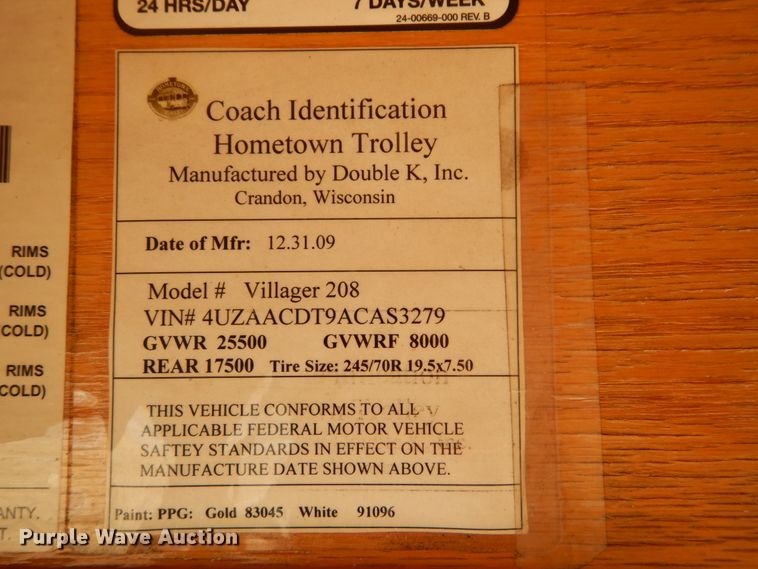 24 HRS/DAY 7 DAYS/WEEK
24-00669-000 REV. B
HOMETOWN
Coach Identification
Hometown Trolley
Manufactured by Double K, Inc.
Crandon, Wisconsin
Date of Mfr: 12.31.09
Model # Villager 208
VIN# 4UZAACDT9ACAS3279
GVWR 25500 GVWRF 8000
REAR 17500 Tire Size: 245/70R 19.5x7.50
THIS VEHICLE CONFORMS TO ALL
APPLICABLE FEDERAL MOTOR VEHICLE
SAFTEY STANDARDS IN EFFECT ON THE
MANUFACTURE DATE SHOWN ABOVE.
Paint: PPG: Gold 83045 White 91096
RIMS
(COLD)
RIMS
COLD)
RIMS
COLD)
ANTY.
T.
Purple Wave Auction